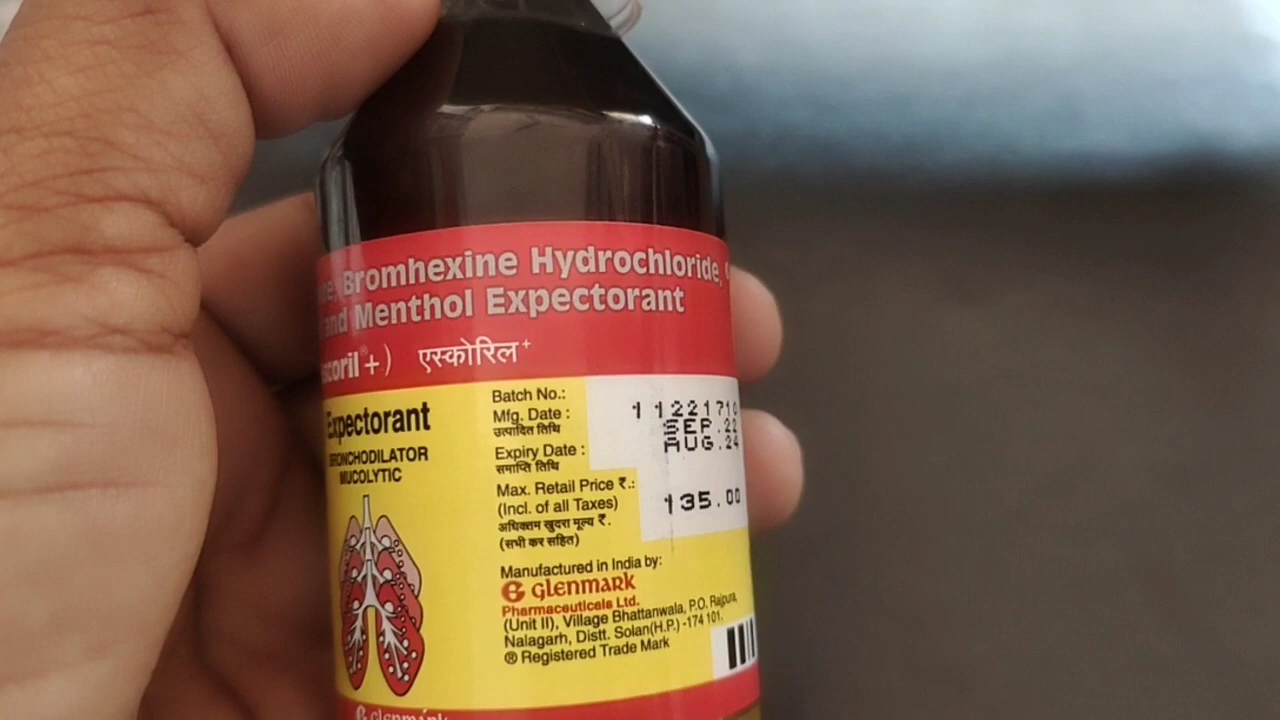 Bromhexine Hydrochloride,
and Menthol Expectorant
+) एस्कोरिल+
Expectorant
BRONCHODILATOR
MUCOLYTIC
Batch No.: 11221710
Mfg. Date : SEP.22
उत्पादित तिथि
Expiry Date : AUG.24
समाप्ति तिथि
Max. Retail Price ₹.:
(Incl. of all Taxes) 135.00
अधिकतम खुदरा मूल्य ₹.
(सभी कर सहित)
Manufactured in India by:
glenmark
Pharmaceuticals Ltd.
(Unit II), Village Bhattanwala, P.O. Rajpura,
Nalagarh, Distt. Solan(H.P.) -174 101.
® Registered Trade Mark
glenmark